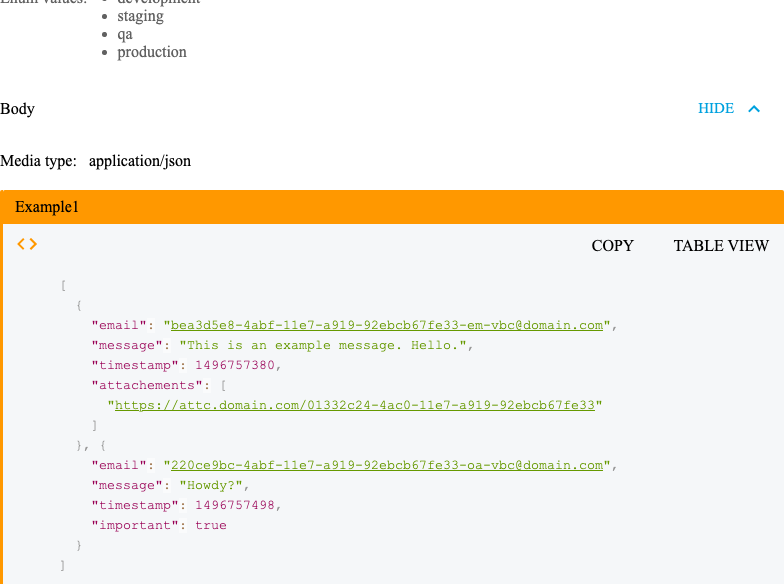 Enum values: • development
• staging
• qa
• production
Body HIDE
Media type: application/json
Example1
<> COPY TABLE VIEW
[
{
"email": "bea3d5e8-4abf-11e7-a919-92ebcb67fe33-em-vbc@domain.com",
"message": "This is an example message. Hello.",
"timestamp": 1496757380,
"attachements": [
"https://attc.domain.com/01332c24-4ac0-11e7-a919-92ebcb67fe33"
]
}, {
"email": "220ce9bc-4abf-11e7-a919-92ebcb67fe33-oa-vbc@domain.com",
"message": "Howdy?",
"timestamp": 1496757498,
"important": true
}
]